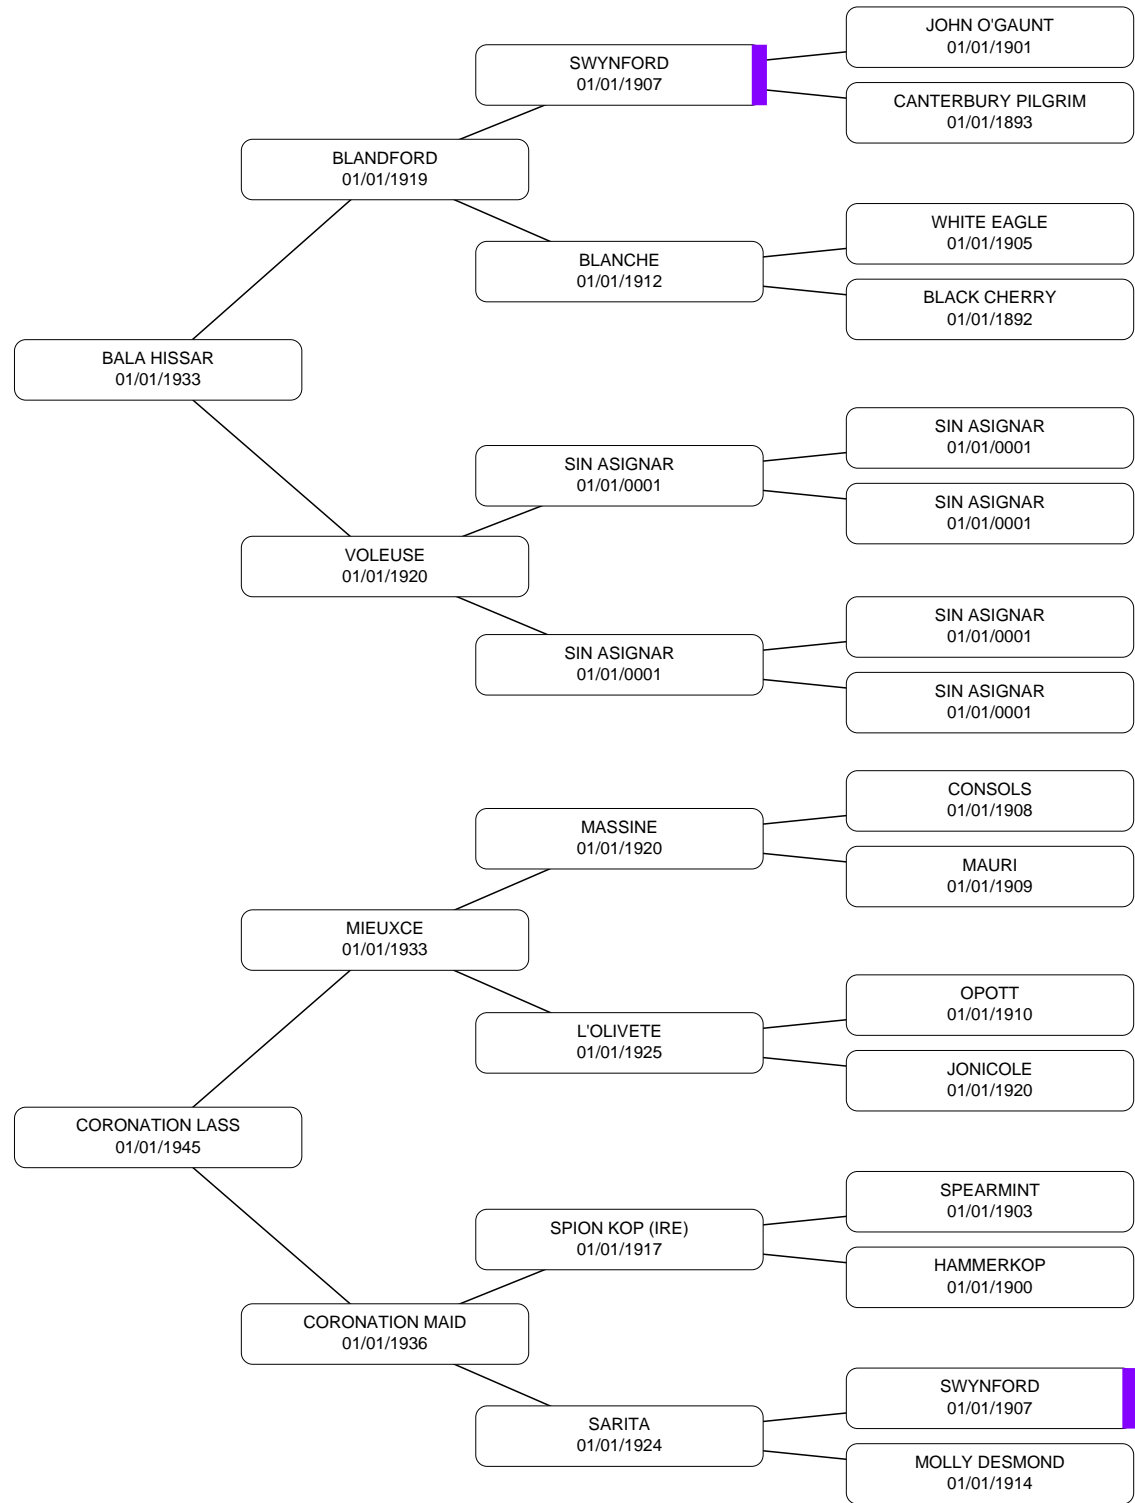 JOHN O'GAUNT
01/01/1901
SWYNFORD
01/01/1907
CANTERBURY PILGRIM
01/01/1893
BLANDFORD
01/01/1919
WHITE EAGLE
01/01/1905
BLANCHE
01/01/1912
BLACK CHERRY
01/01/1892
BALA HISSAR
01/01/1933
SIN ASIGNAR
01/01/0001
SIN ASIGNAR
01/01/0001
SIN ASIGNAR
01/01/0001
VOLEUSE
01/01/1920
SIN ASIGNAR
01/01/0001
SIN ASIGNAR
01/01/0001
SIN ASIGNAR
01/01/0001
CONSOLS
01/01/1908
MASSINE
01/01/1920
MAURI
01/01/1909
MIEUXCE
01/01/1933
OPOTT
01/01/1910
L'OLIVETE
01/01/1925
JONICOLE
01/01/1920
CORONATION LASS
01/01/1945
SPEARMINT
01/01/1903
SPION KOP (IRE)
01/01/1917
HAMMERKOP
01/01/1900
CORONATION MAID
01/01/1936
SWYNFORD
01/01/1907
SARITA
01/01/1924
MOLLY DESMOND
01/01/1914